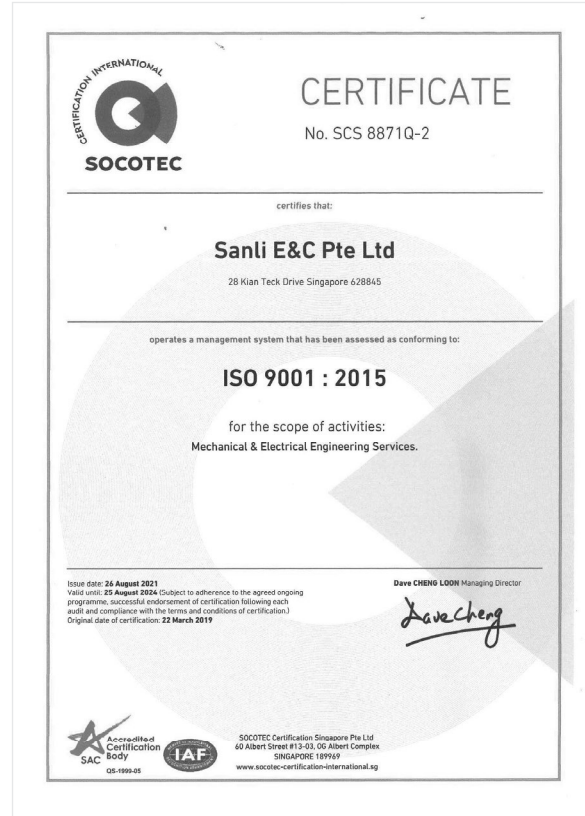 CERTIFICATION INTERNATIONAL
SOCOTEC
CERTIFICATE
No. SCS 8871Q-2
certifies that:
Sanli E&C Pte Ltd
28 Kian Teck Drive Singapore 628845
operates a management system that has been assessed as conforming to:
ISO 9001 : 2015
for the scope of activities:
Mechanical & Electrical Engineering Services.
Issue date: 26 August 2021
Valid until: 25 August 2024 (Subject to adherence to the agreed ongoing
programme, successful endorsement of certification following each
audit and compliance with the terms and conditions of certification.)
Original date of certification: 22 March 2019
Dave CHENG LOON Managing Director
Dave Cheng
SAC
Accredited
Certification
Body
QS-1999-05
IAF
SOCOTEC Certification Singapore Pte Ltd
60 Albert Street #13-03, OG Albert Complex
SINGAPORE 189969
www.socotec-certification-international.sg